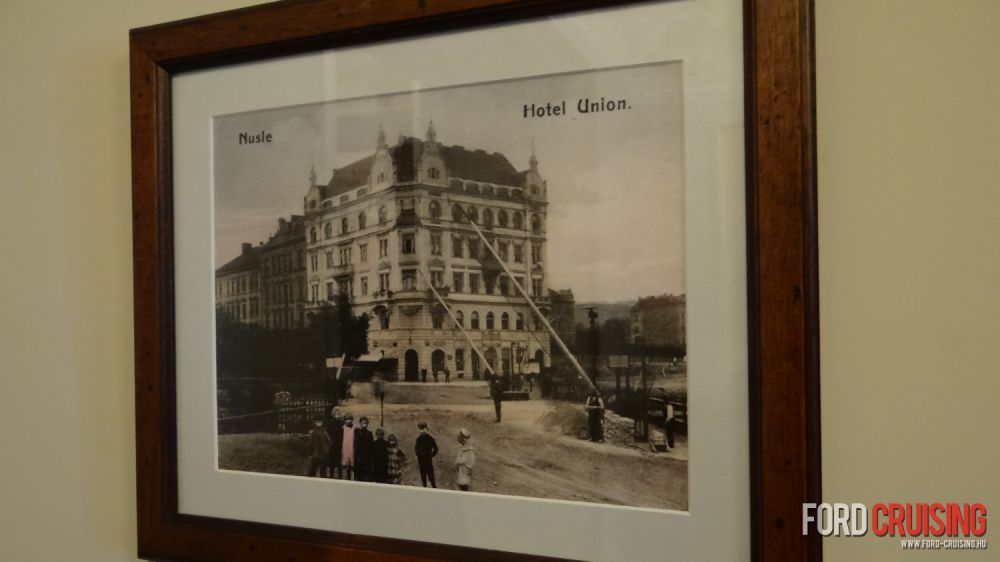 Nusle
Hotel Union.
FORD CRUISING
WWW.FORD-CRUISING.HU